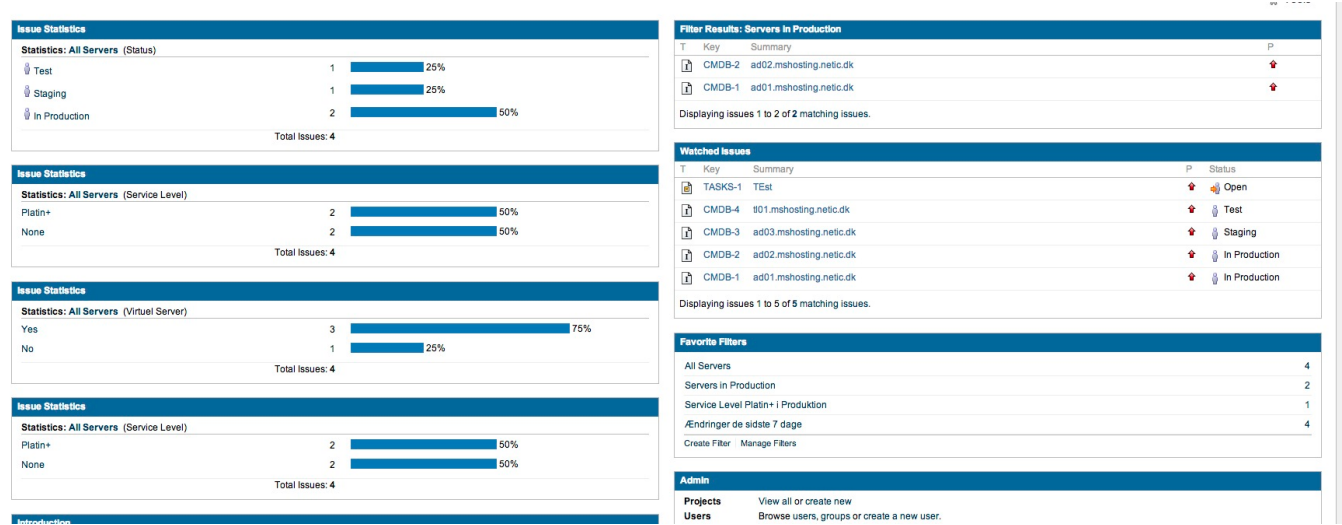 Issue Statistics
Statistics: All Servers (Status)
Test 1 25%
Staging 1 25%
In Production 2 50%
Total Issues: 4
Issue Statistics
Statistics: All Servers (Service Level)
Platin+ 2 50%
None 2 50%
Total Issues: 4
Issue Statistics
Statistics: All Servers (Virtuel Server)
Yes 3 75%
No 1 25%
Total Issues: 4
Issue Statistics
Statistics: All Servers (Service Level)
Platin+ 2 50%
None 2 50%
Total Issues: 4
Introduction
Filter Results: Servers in Production
T Key Summary P
CMDB-2 ad02.mshosting.netic.dk
CMDB-1 ad01.mshosting.netic.dk
Displaying issues 1 to 2 of 2 matching issues.
Watched Issues
T Key Summary P Status
TASKS-1 TEst Open
CMDB-4 tl01.mshosting.netic.dk Test
CMDB-3 ad03.mshosting.netic.dk Staging
CMDB-2 ad02.mshosting.netic.dk In Production
CMDB-1 ad01.mshosting.netic.dk In Production
Displaying issues 1 to 5 of 5 matching issues.
Favorite Filters
All Servers 4
Servers in Production 2
Service Level Platin+ i Produktion 1
Ændringer de sidste 7 dage 4
Create Filter Manage Filters
Admin
Projects View all or create new
Users Browse users, groups or create a new user.